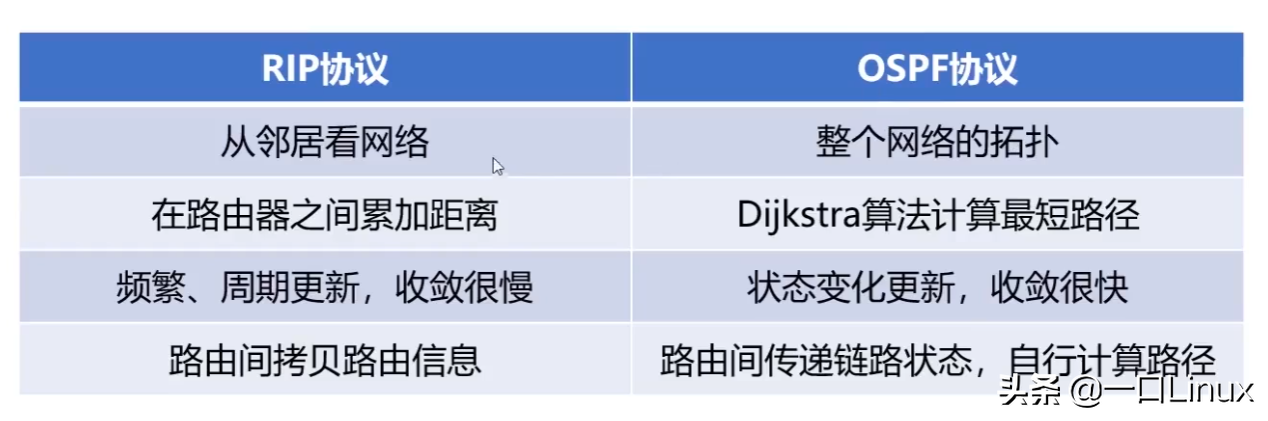 RIP协议
OSPF协议
从邻居看网络
整个网络的拓扑
在路由器之间累加距离
Dijkstra算法计算最短路径
频繁、周期更新，收敛很慢
状态变化更新，收敛很快
路由间拷贝路由信息
路由间传递链路状态，自行计算路径
头条 @一口Linux